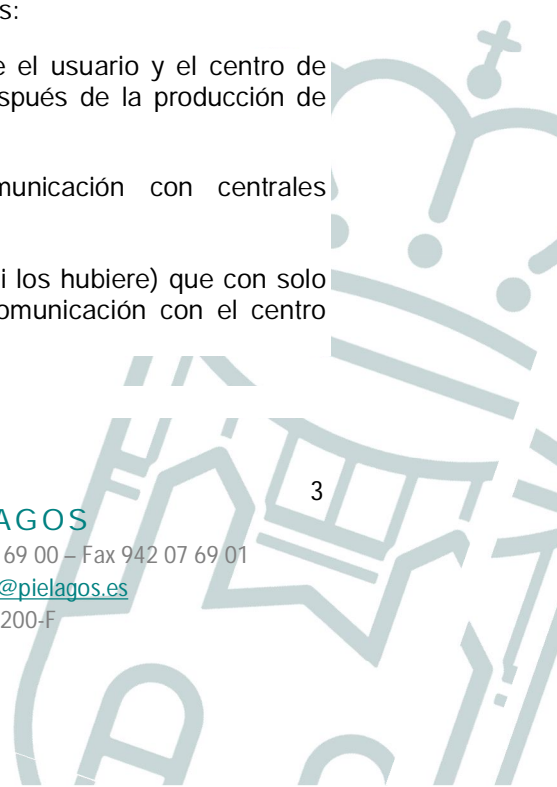 s:
e el usuario y el centro de
spués de la producción de
municación con centrales
i los hubiere) que con solo
omunicación con el centro
3
AGOS
69 00 – Fax 942 07 69 01
@pielagos.es
200-F